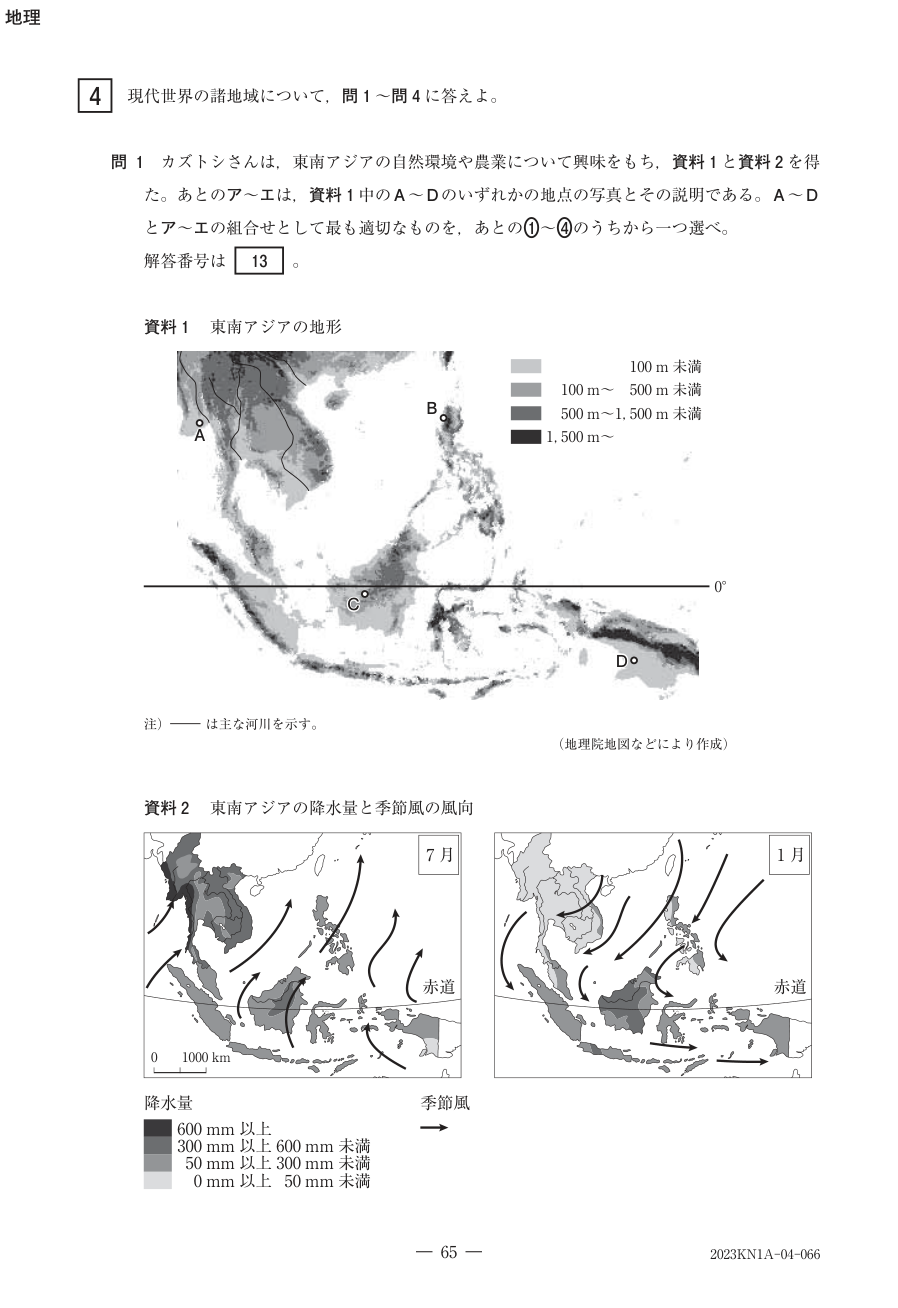 地理
4 現代世界の諸地域について，問1～問4に答えよ。
問1 カズトシさんは，東南アジアの自然環境や農業について興味をもち，資料1と資料2を得
た。あとのア～エは，資料1中のA～Dのいずれかの地点の写真とその説明である。A～D
とア～エの組合せとして最も適切なものを，あとの①～④のうちから一つ選べ。
解答番号は 13 。
資料1 東南アジアの地形
100 m 未満
100 m～ 500 m 未満
500 m～1,500 m 未満
1,500 m～
A
B
C
D
0°
注）―― は主な河川を示す。
（地理院地図などにより作成）
資料2 東南アジアの降水量と季節風の風向
7月
赤道
0 1000 km
1月
赤道
降水量
600 mm 以上
300 mm 以上 600 mm 未満
50 mm 以上 300 mm 未満
0 mm 以上 50 mm 未満
季節風
― 65 ―
2023KN1A-04-066